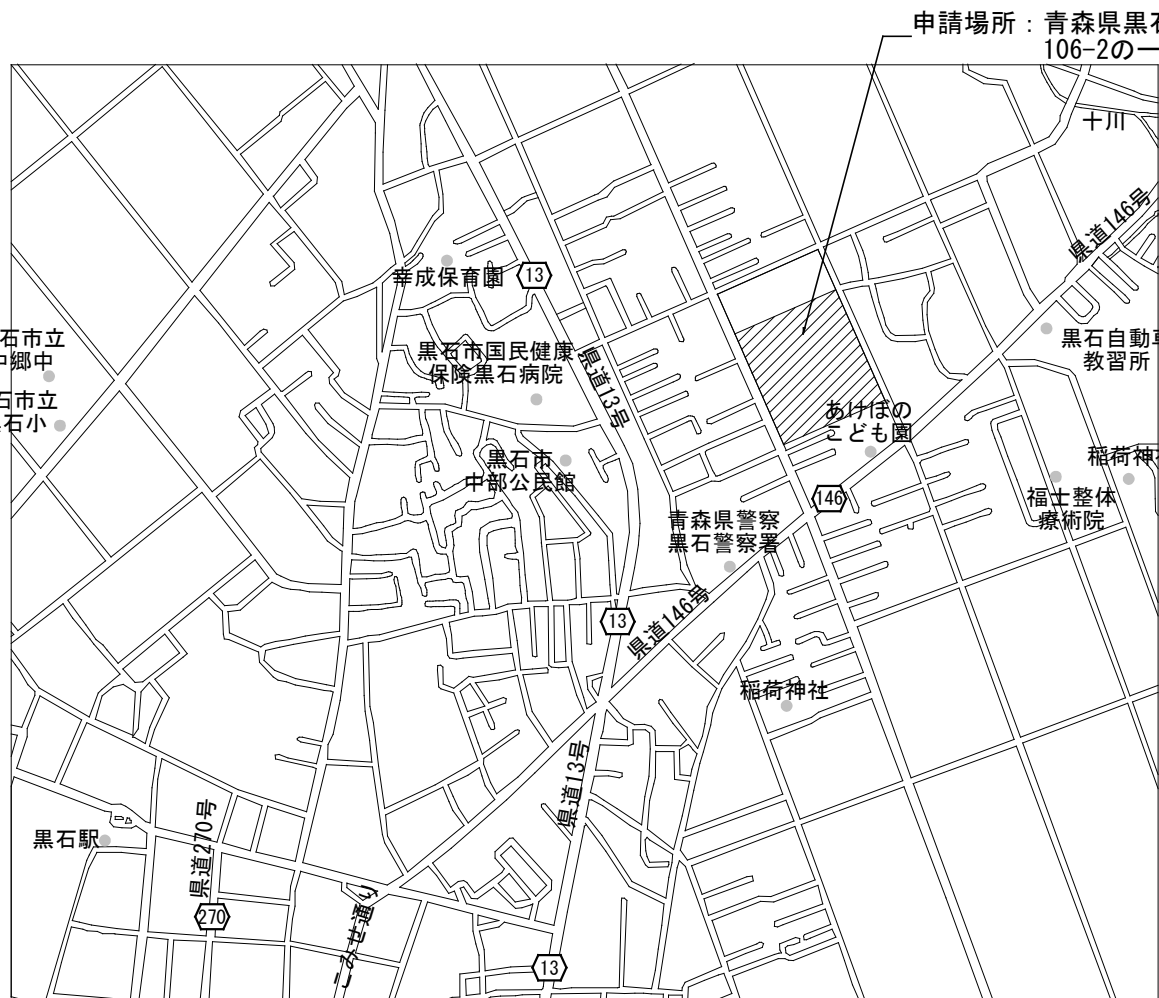 申請場所：青森県黒石
106-2の一
十川
県道146号
幸成保育園
13
石市立
中郷中
石市立
石小
黒石市国民健康
保険黒石病院
県道13号
黒石自動車
教習所
あけぼの
こども園
黒石市
中部公民館
稲荷神社
146
福士整体
療術院
青森県警察
黒石警察署
13
県道146号
稲荷神社
県道13号
黒石駅
県道270号
270
こみせ通り
13